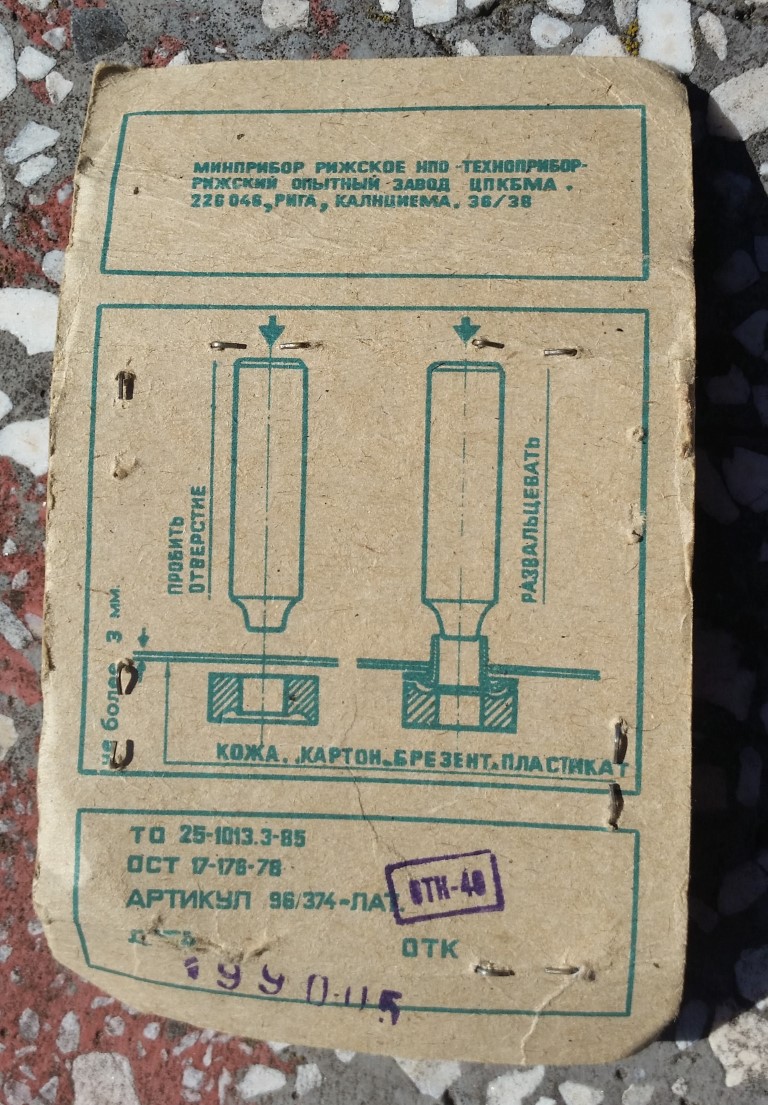 МИНПРИБОР РИЖСКОЕ НПО -ТЕХНОПРИБОР-
РИЖСКИЙ ОПЫТНЫЙ ЗАВОД ЦПКБМА.
226046, РИГА, КАЛНЦИЕМА. 36/38
ПРОБИТЬ
ОТВЕРСТИЕ
РАЗВАЛЬЦЕВАТЬ
не более 3 мм.
КОЖА. КАРТОН. БРЕЗЕНТ. ПЛАСТИКАТ
ТО 25-1013.3-85
ОСТ 17-176-78
АРТИКУЛ 96/374-ЛАТ.
ОТК-40
ОТК